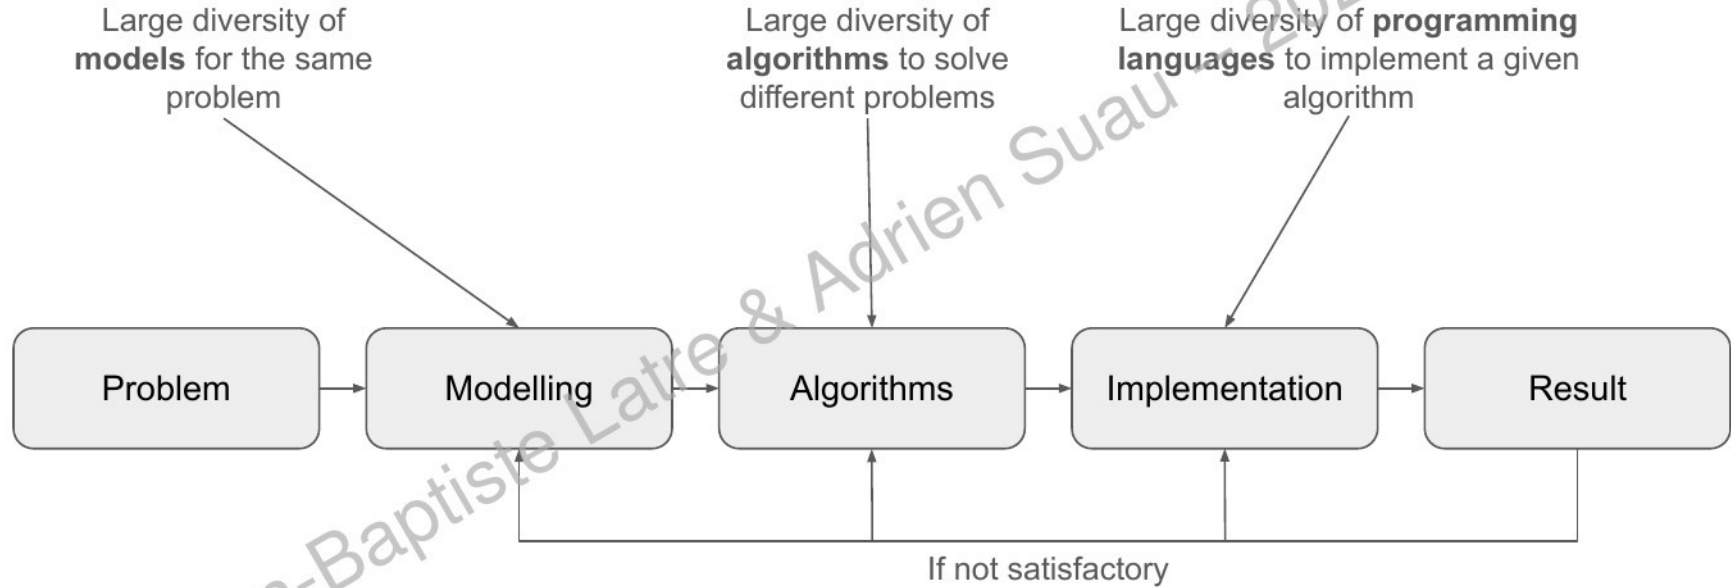 Large diversity of
models for the same
problem
Large diversity of
algorithms to solve
different problems
Large diversity of programming
languages to implement a given
algorithm
Problem
Modelling
Algorithms
Implementation
Result
If not satisfactory
-Baptiste Latre & Adrien Suau –